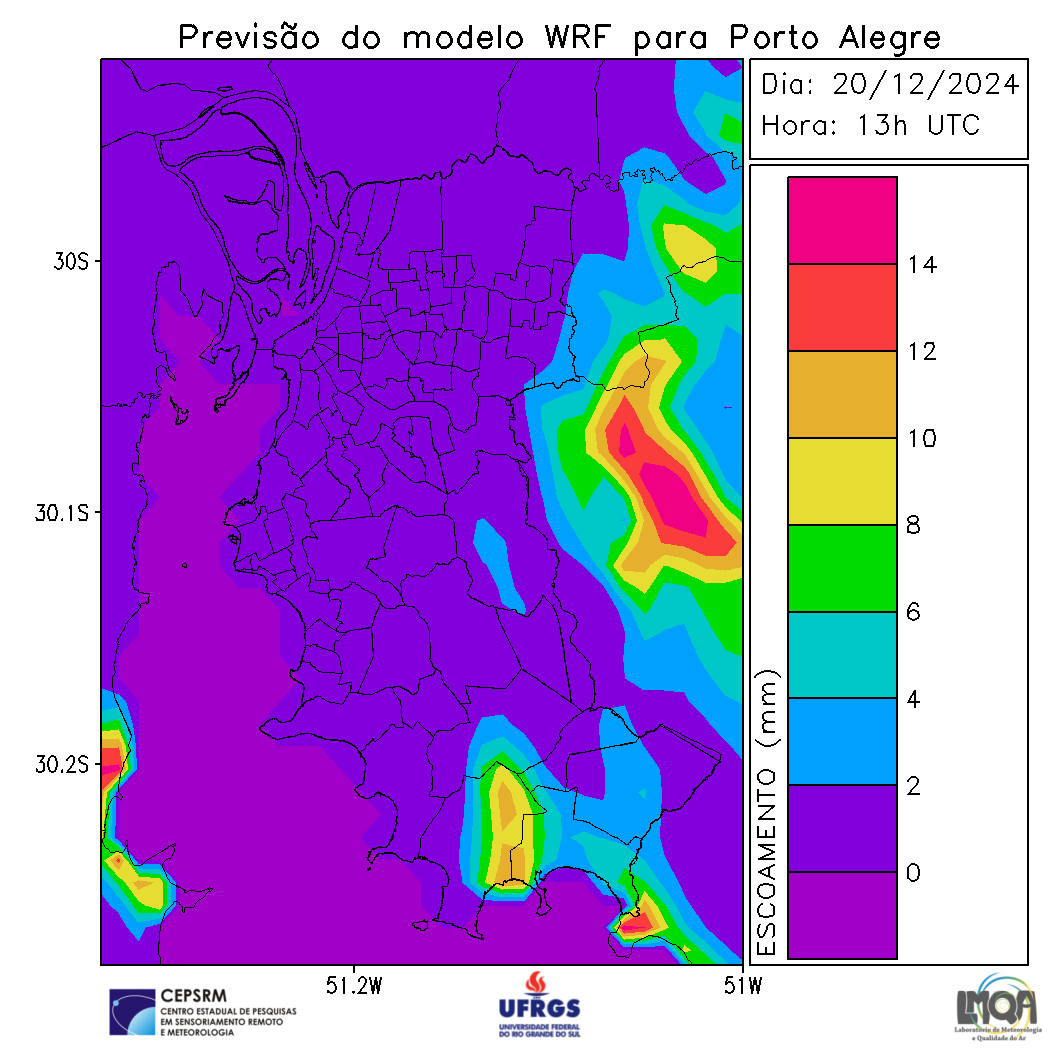 Previsão do modelo WRF para Porto Alegre
Dia: 20/12/2024
Hora: 13h UTC
30S
30.1S
30.2S
51.2W
51W
14
12
10
8
6
4
2
0
ESCOAMENTO (mm)
CEPSRM
CENTRO ESTADUAL DE PESQUISAS
EM SENSORIAMENTO REMOTO
E METEOROLOGIA
UFRGS
UNIVERSIDADE FEDERAL
DO RIO GRANDE DO SUL
LMQA
Laboratório de Meteorologia
e Qualidade do Ar